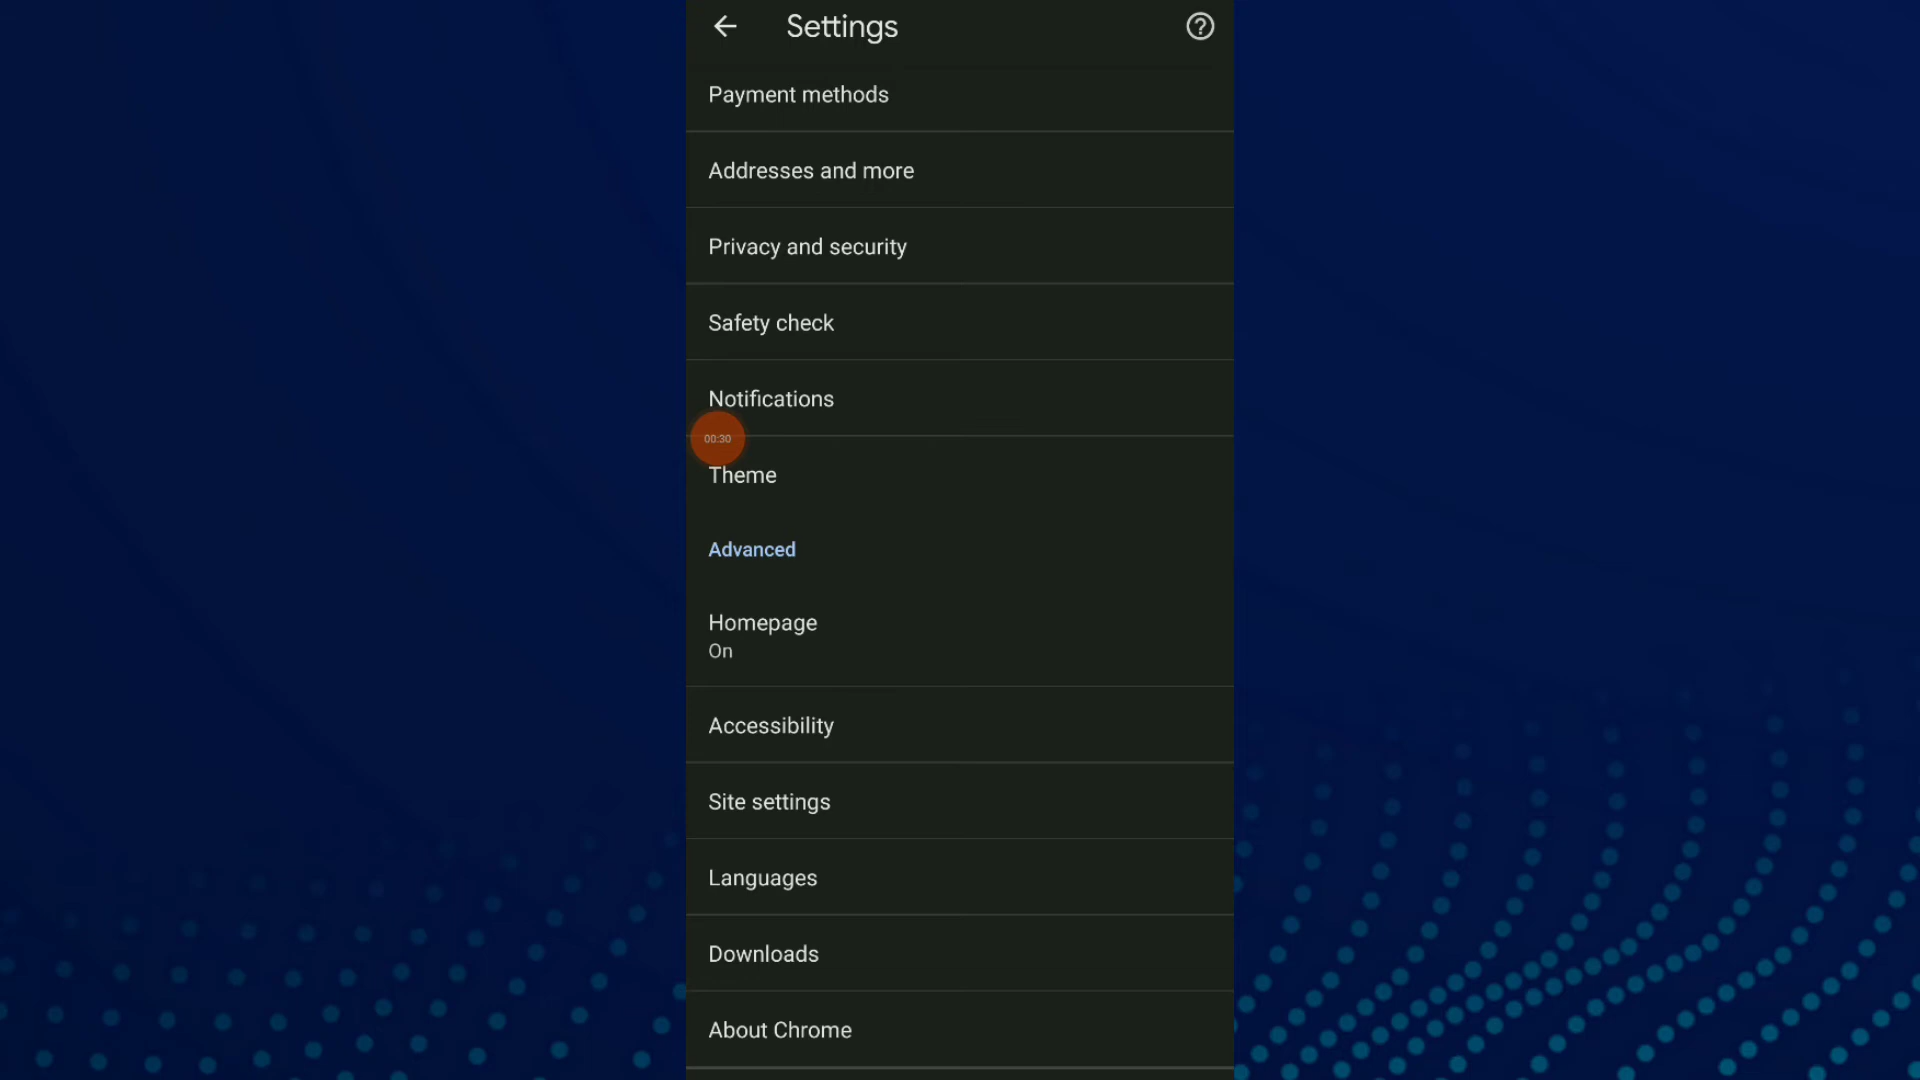 Settings
Payment methods
Addresses and more
Privacy and security
Safety check
Notifications
00:30
Theme
Advanced
Homepage
On
Accessibility
Site settings
Languages
Downloads
About Chrome